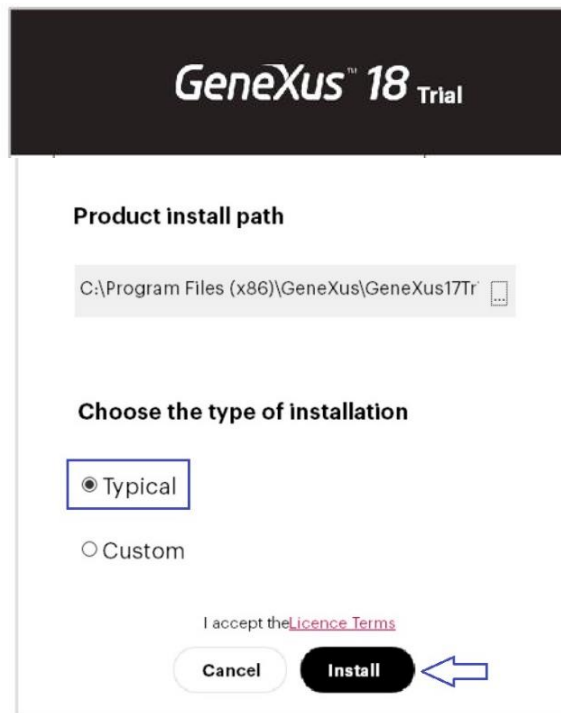 GeneXus™ 18 Trial
Product install path
C:\Program Files (x86)\GeneXus\GeneXus17Tr
...
Choose the type of installation
Typical
Custom
I accept theLicence Terms
Cancel Install